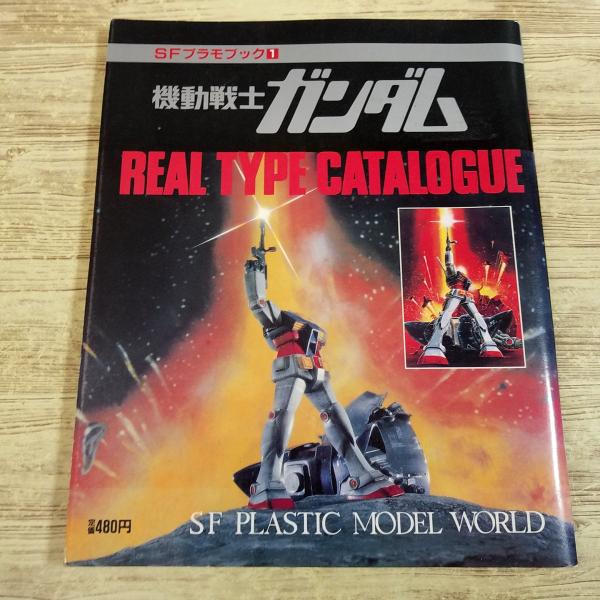 SFプラモブック1
機動戦士ガンダム
REAL TYPE CATALOGUE
定価480円
SF PLASTIC MODEL WORLD